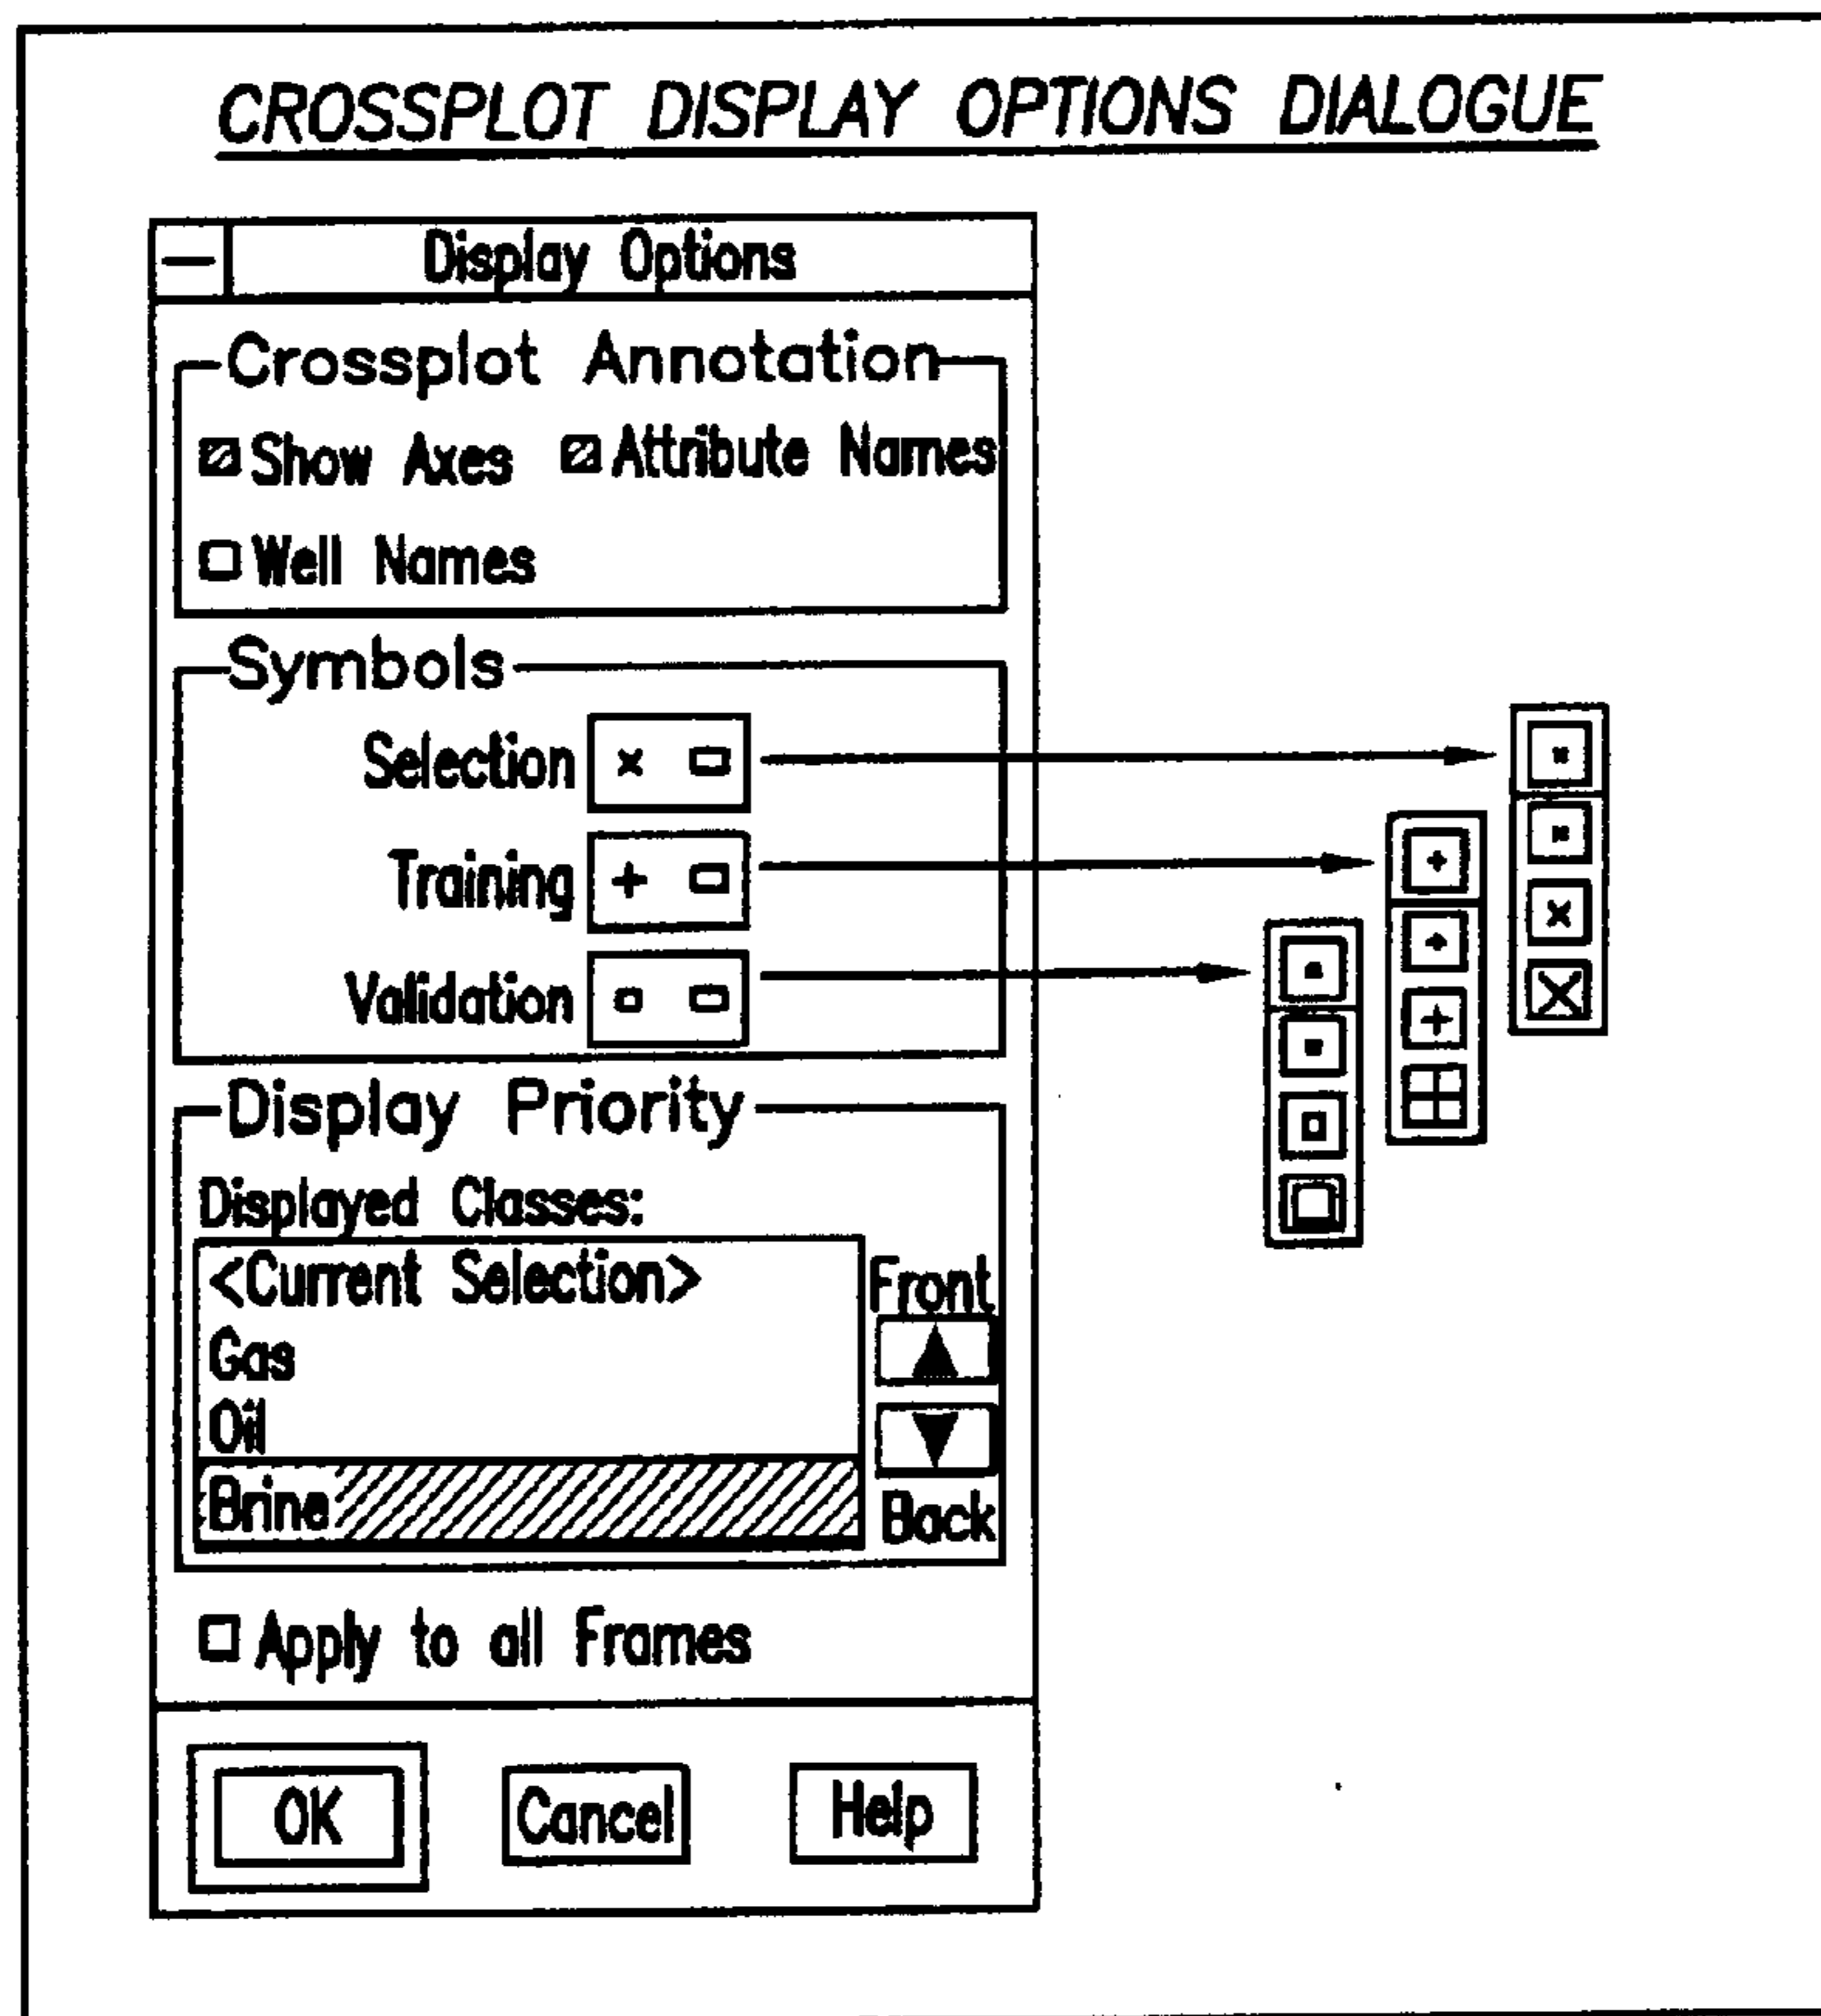 CROSSPLOT DISPLAY OPTIONS DIALOGUE
Display Options
Crossplot Annotation
Show Axes Attribute Names
Well Names
Symbols
Selection
Training
Validation
Display Priority
Displayed Classes:
<Current Selection>
Front
Gas
Oil
Brine
Back
Apply to all Frames
OK Cancel Help